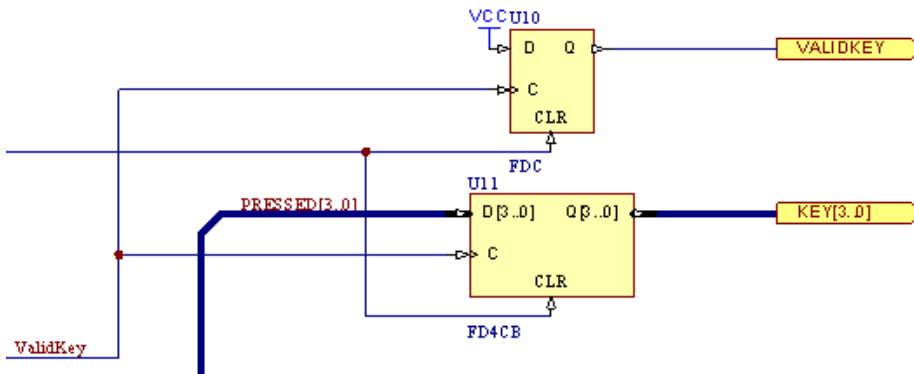 VCC U10
D Q VALIDKEY
C
CLR
FDC
U11
PRESSED[3..0] D[3..0] Q[3..0] KEY[3..0]
C
CLR
FD4CB
ValidKey